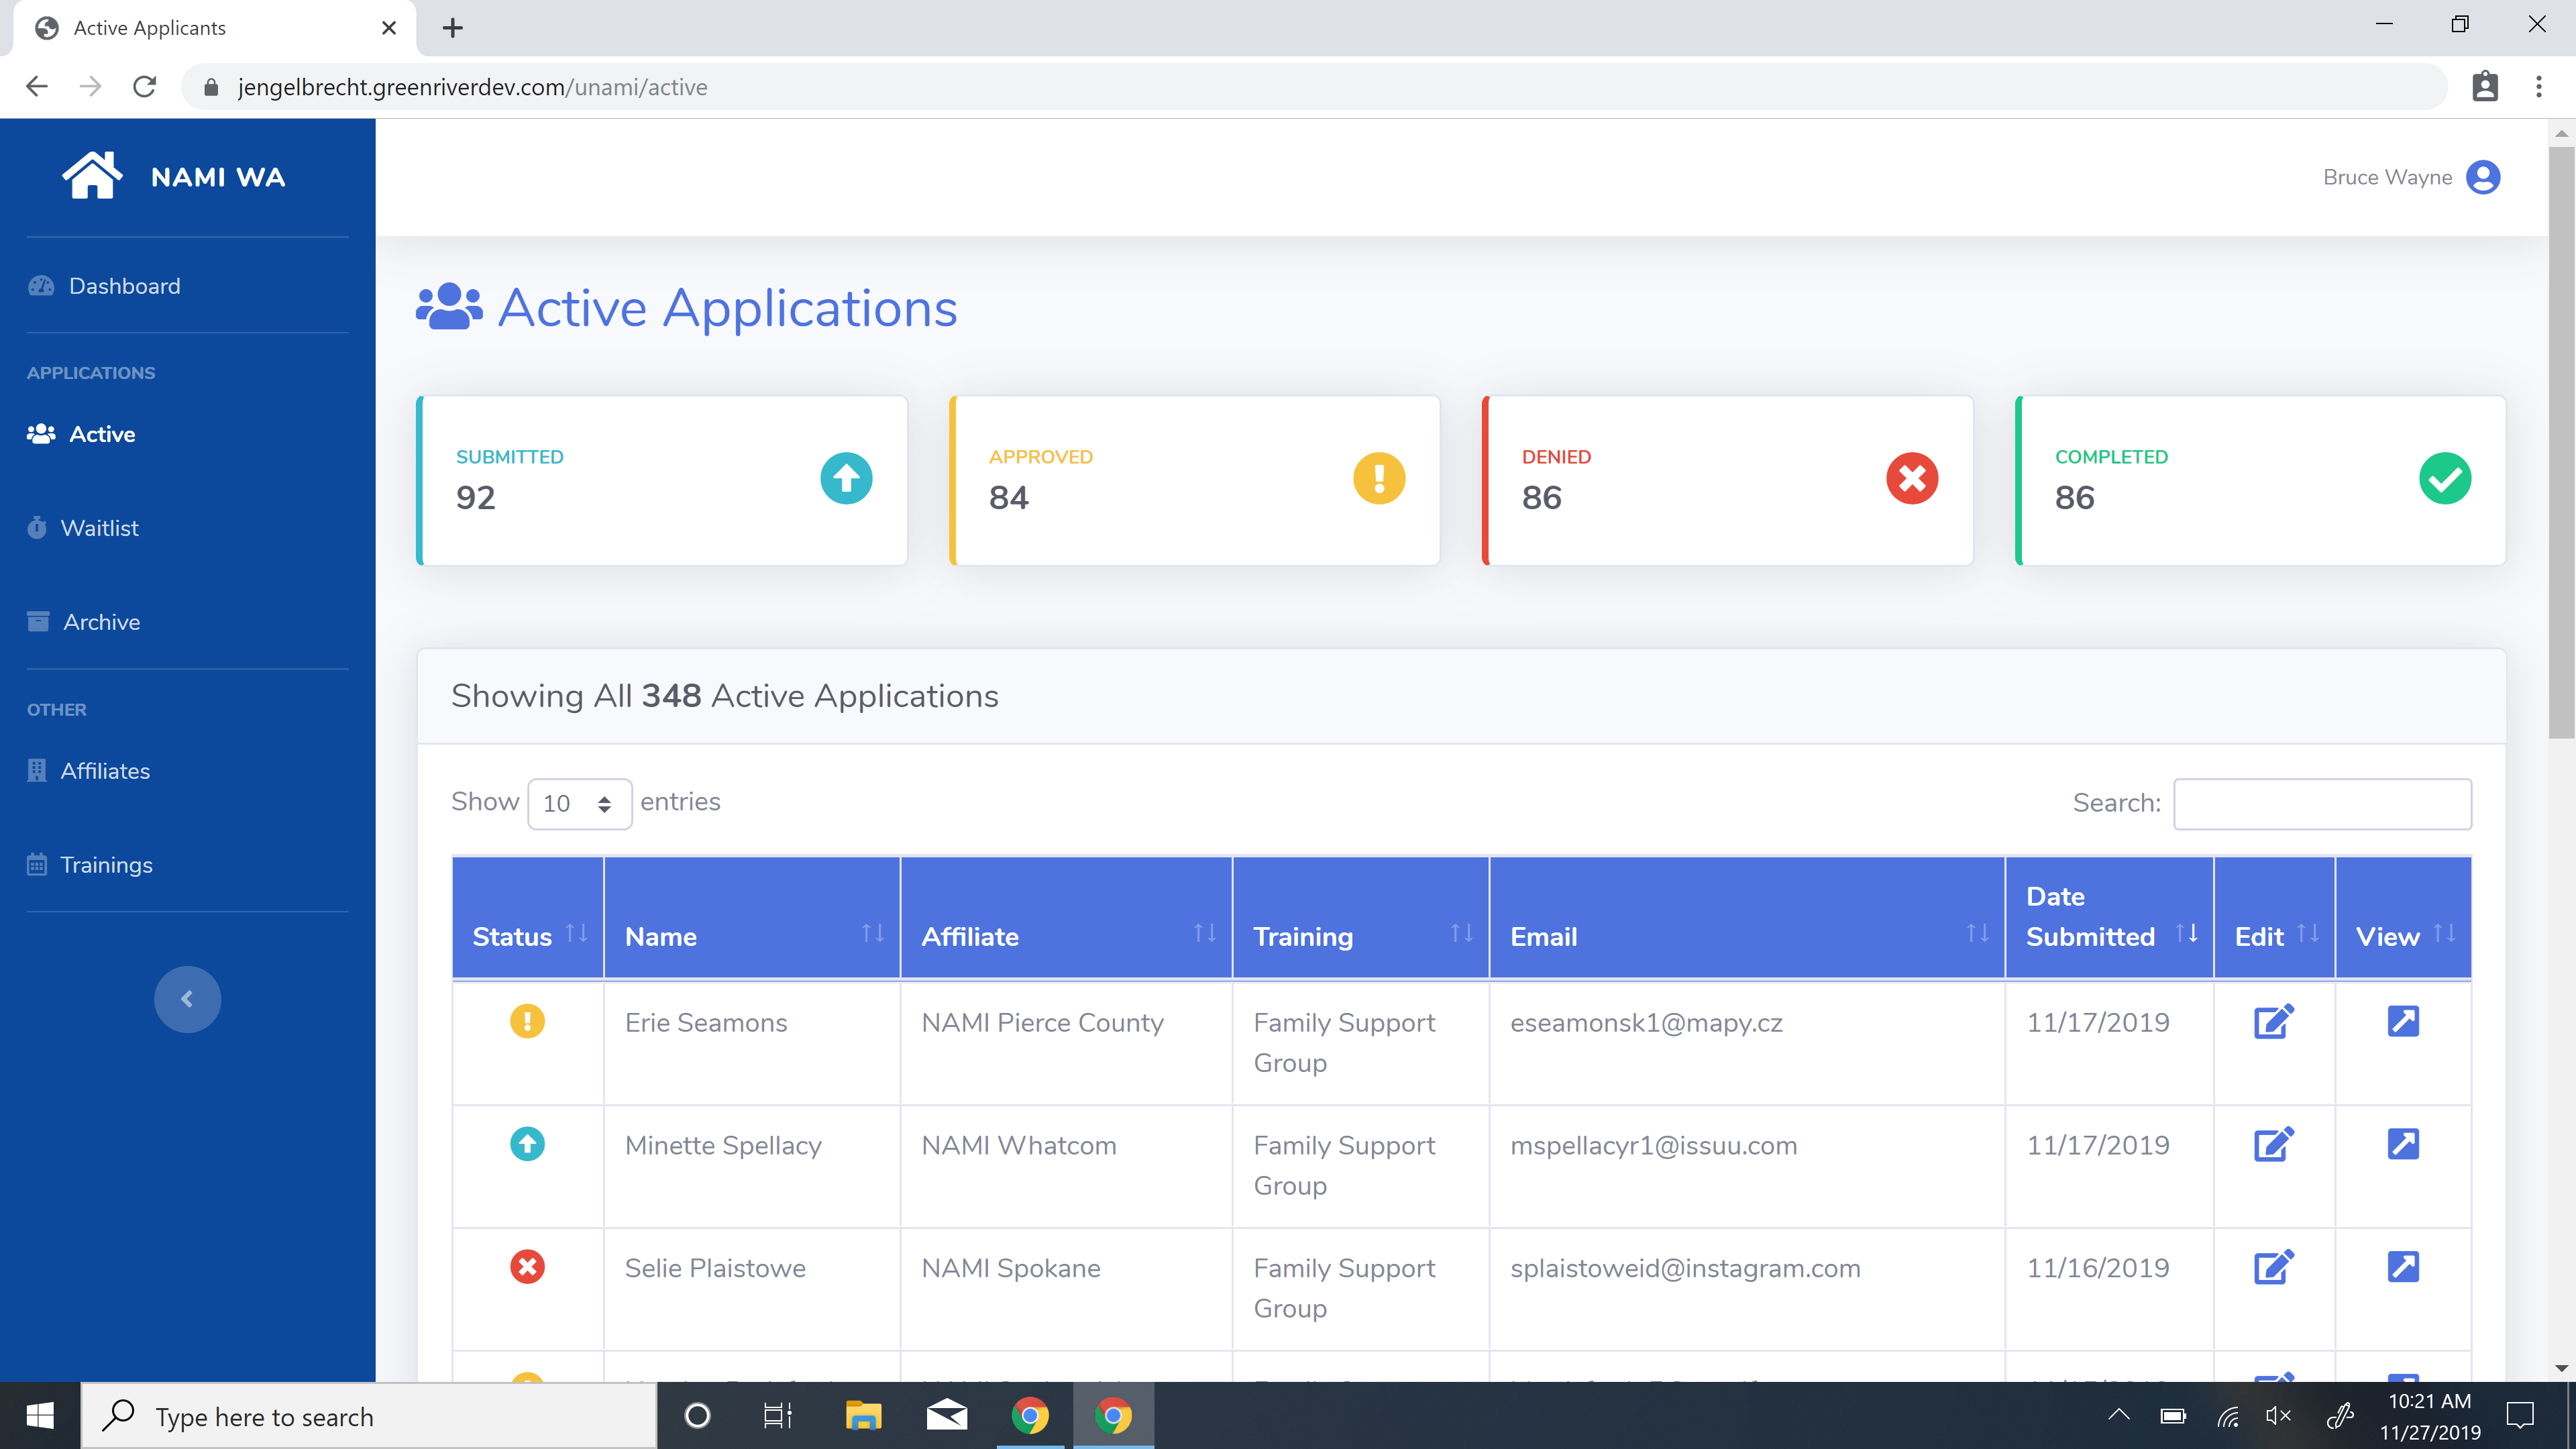 Active Applicants
jengelbrecht.greenriverdev.com/unami/active
NAMI WA
Bruce Wayne
Dashboard
APPLICATIONS
Active
Waitlist
Archive
OTHER
Affiliates
Trainings
Active Applications
SUBMITTED
92
APPROVED
84
DENIED
86
COMPLETED
86
Showing All 348 Active Applications
Show 10 entries
Search:
Status Name Affiliate Training Email Date Submitted Edit View
Erie Seamons NAMI Pierce County Family Support Group eseamonsk1@mapy.cz 11/17/2019
Minette Spellacy NAMI Whatcom Family Support Group mspellacyr1@issuu.com 11/17/2019
Selie Plaistowe NAMI Spokane Family Support Group splaistoweid@instagram.com 11/16/2019
Type here to search
10:21 AM
11/27/2019